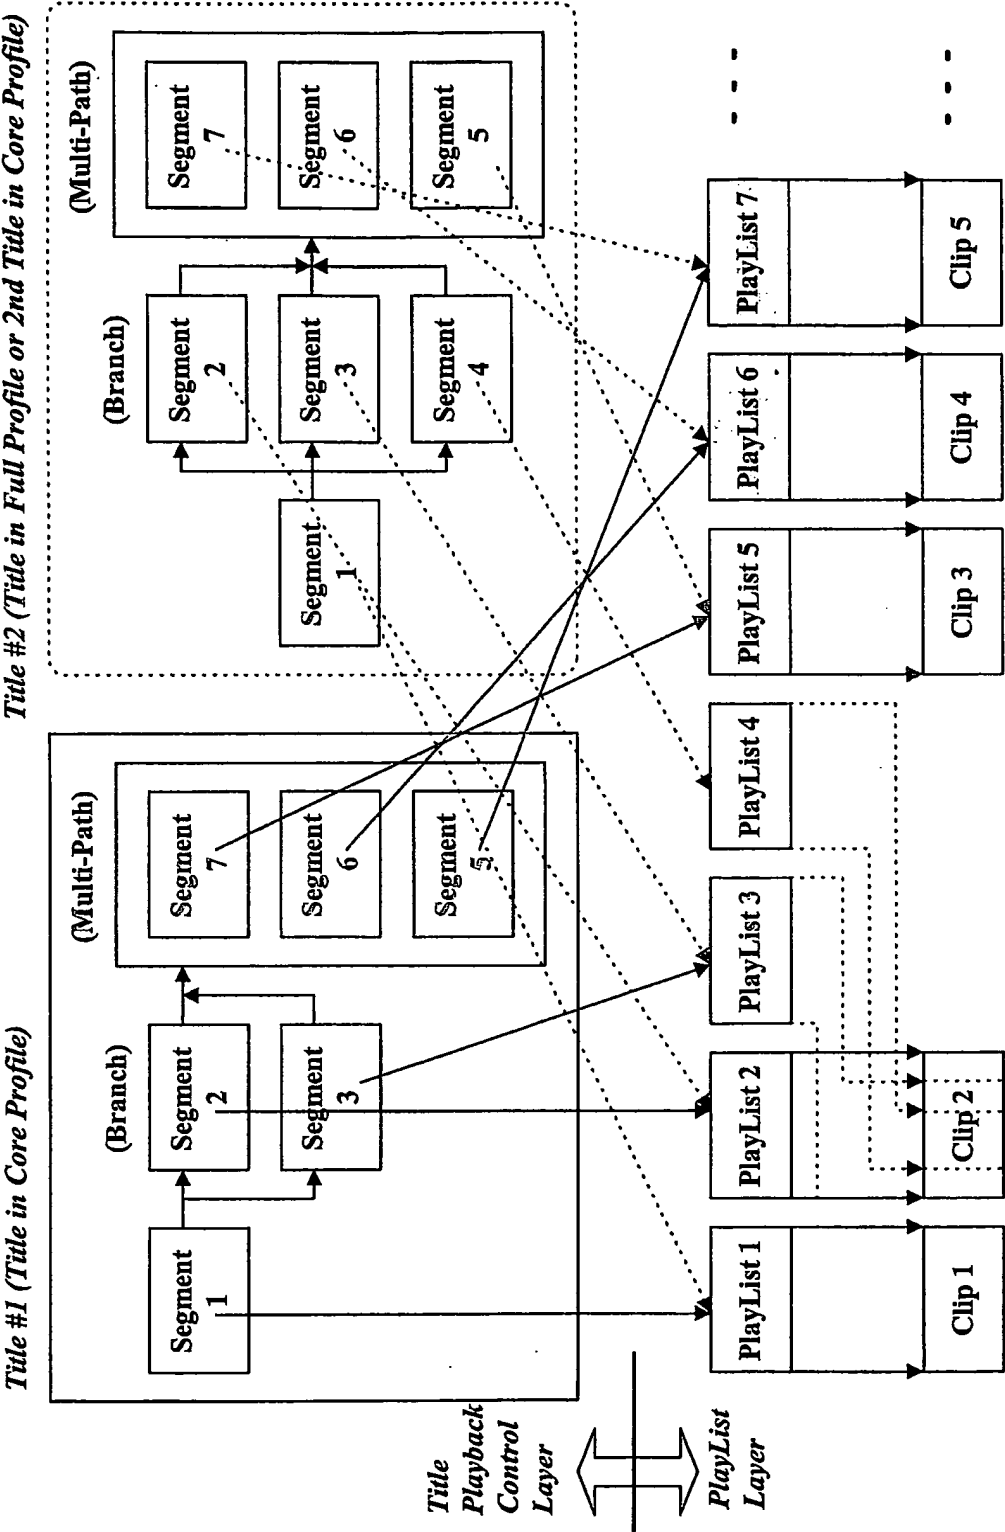 Title #1 (Title in Core Profile)
Title #2 (Title in Full Profile or 2nd Title in Core Profile)
(Branch)
(Multi-Path)
Segment
1
Segment
2
Segment
3
Segment
7
Segment
6
Segment
5
(Branch)
(Multi-Path)
Segment
1
Segment
2
Segment
3
Segment
4
Segment
7
Segment
6
Segment
5
Title
Playback
Control
Layer
PlayList
Layer
PlayList 1
PlayList 2
PlayList 3
PlayList 4
PlayList 5
PlayList 6
PlayList 7
Clip 1
Clip 2
Clip 3
Clip 4
Clip 5